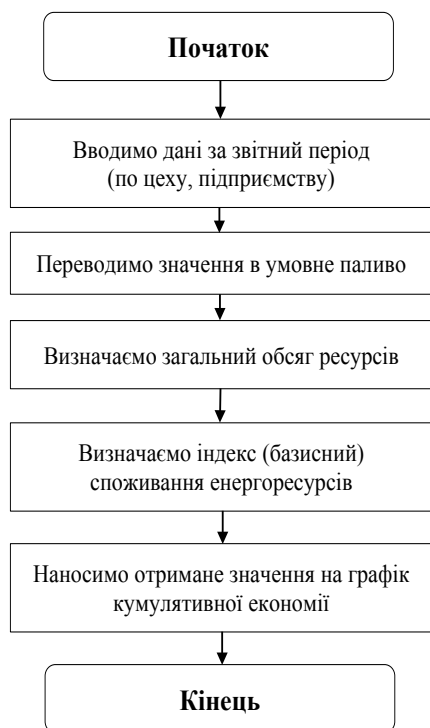 Початок
Вводимо дані за звітний період
(по цеху, підприємству)
Переводимо значення в умовне паливо
Визначаємо загальний обсяг ресурсів
Визначаємо індекс (базисний)
споживання енергоресурсів
Наносимо отримане значення на графік
кумулятивної економії
Кінець